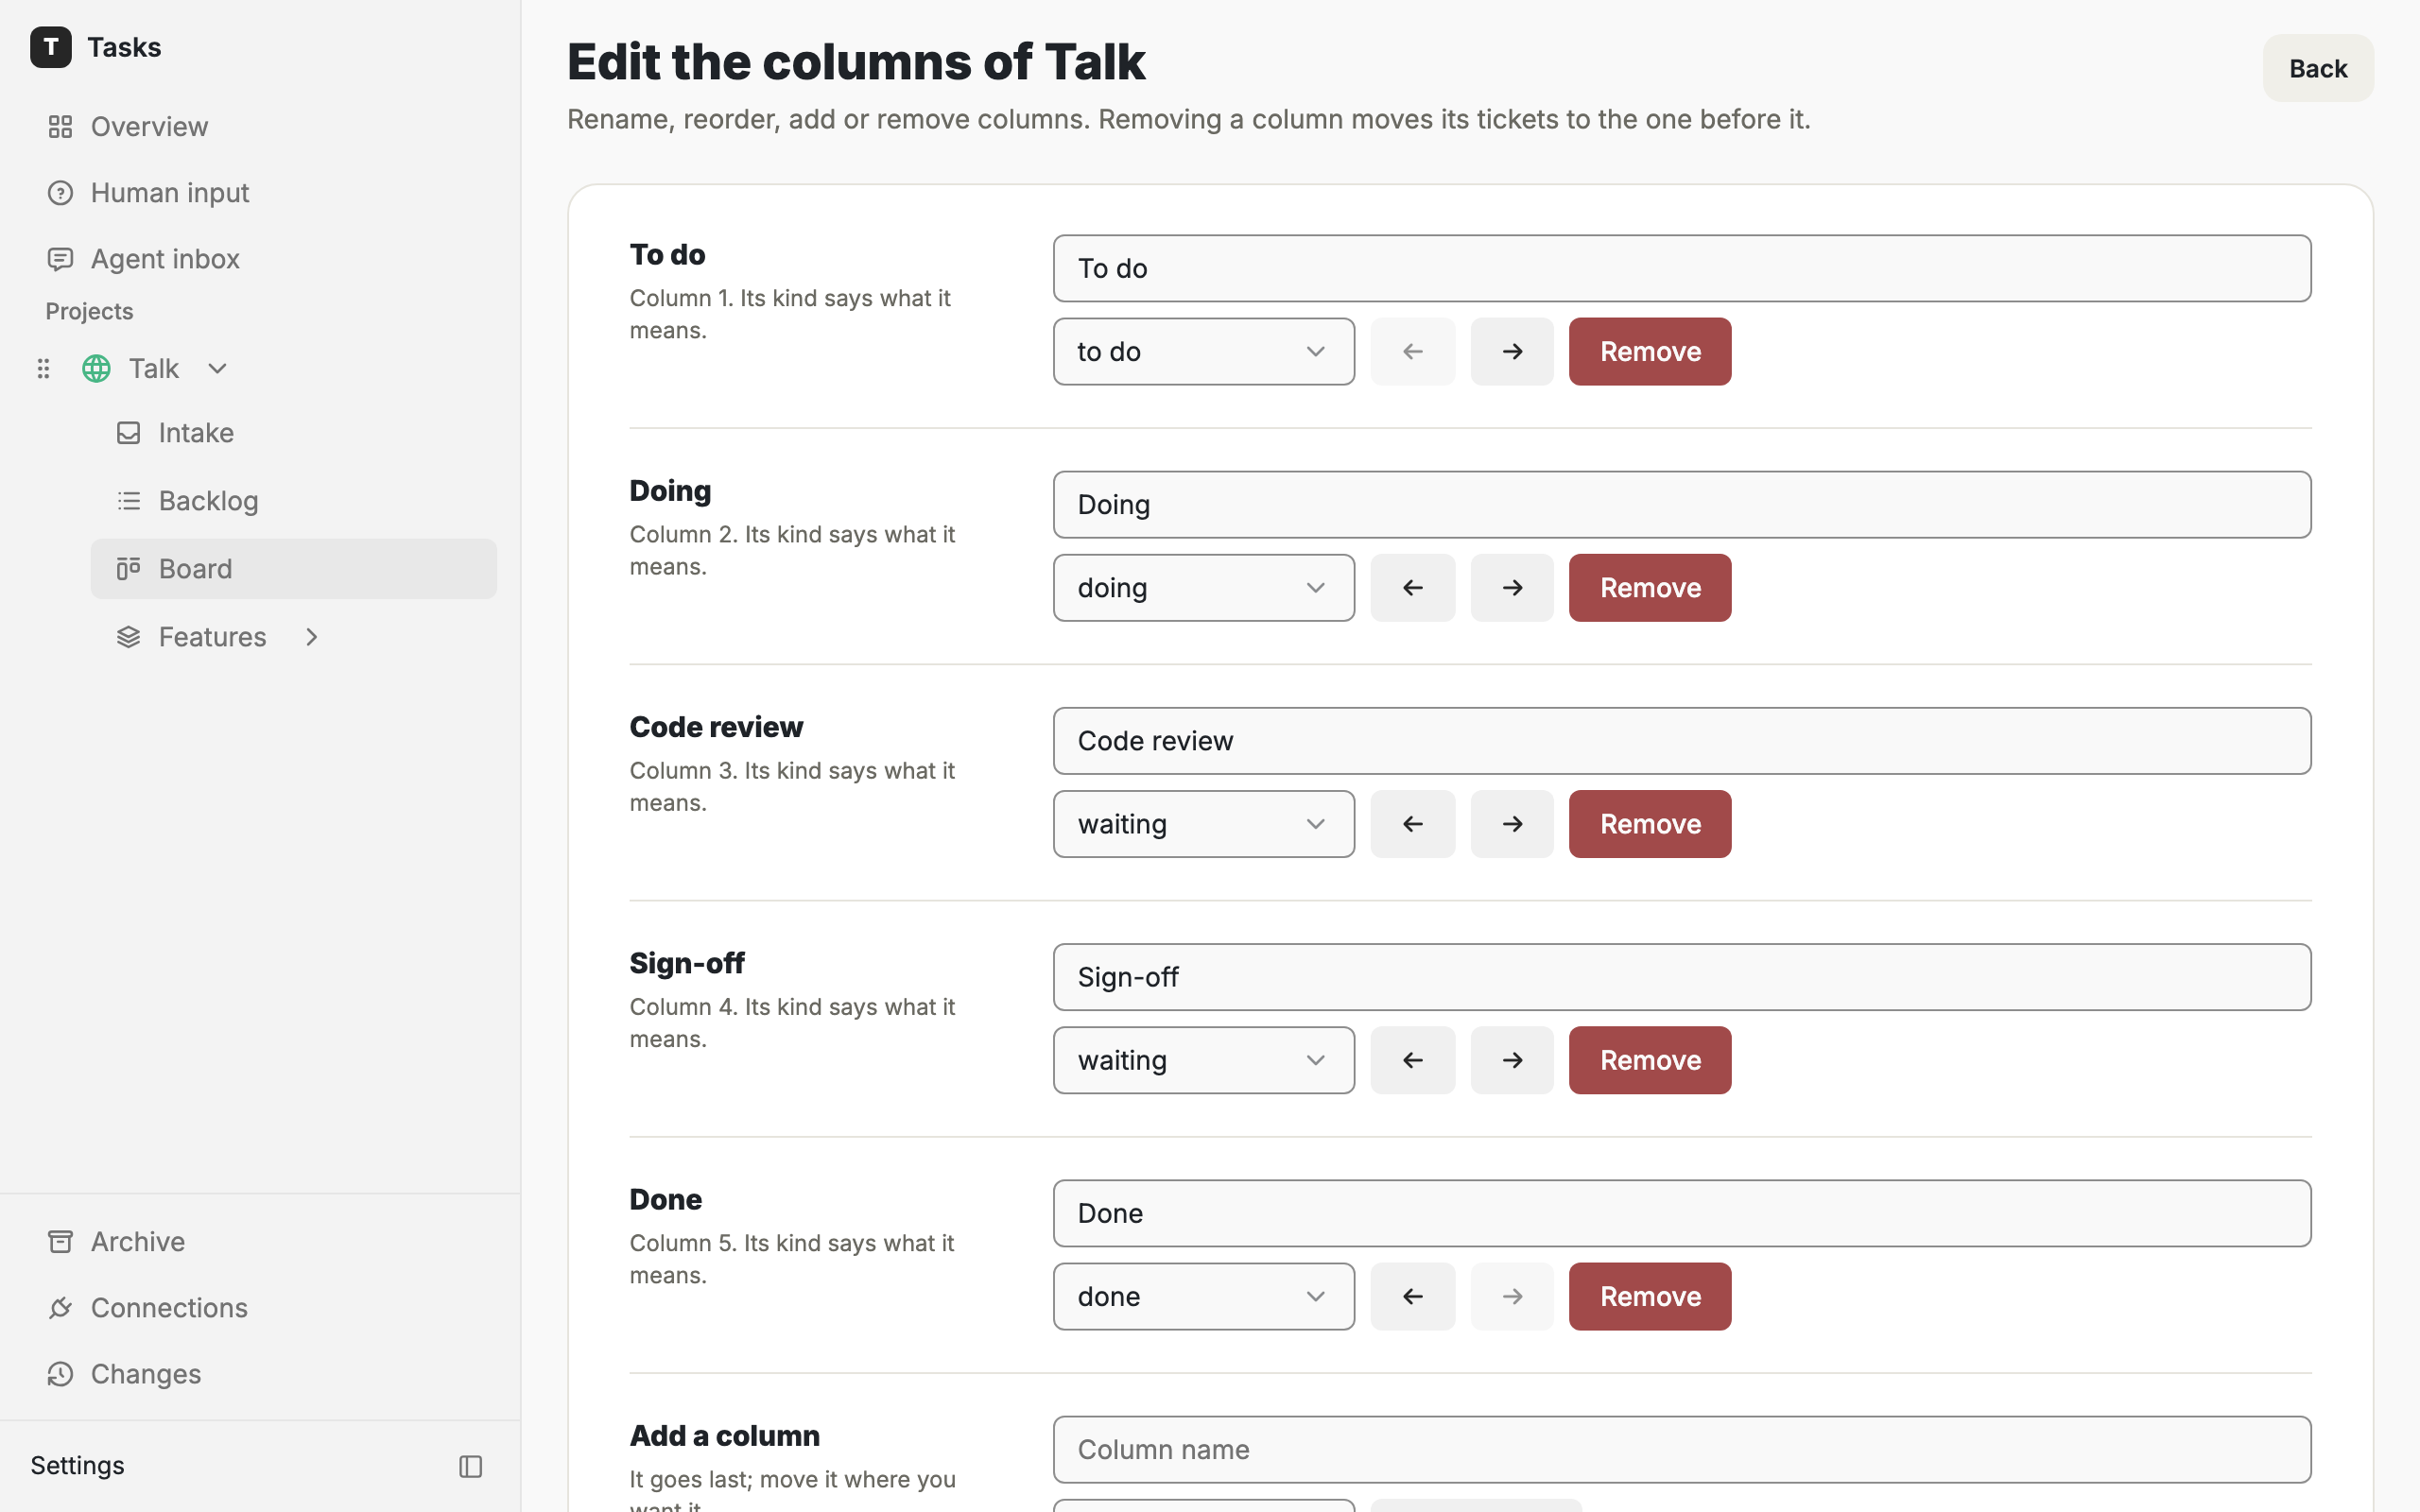 T Tasks
Overview
Human input
Agent inbox
Projects
Talk
Intake
Backlog
Board
Features
Archive
Connections
Changes
Settings
Edit the columns of Talk
Back
Rename, reorder, add or remove columns. Removing a column moves its tickets to the one before it.
To do
Column 1. Its kind says what it
means.
To do
to do ← → Remove
Doing
Column 2. Its kind says what it
means.
Doing
doing ← → Remove
Code review
Column 3. Its kind says what it
means.
Code review
waiting ← → Remove
Sign-off
Column 4. Its kind says what it
means.
Sign-off
waiting ← → Remove
Done
Column 5. Its kind says what it
means.
Done
done ← → Remove
Add a column
It goes last; move it where you
want it.
Column name